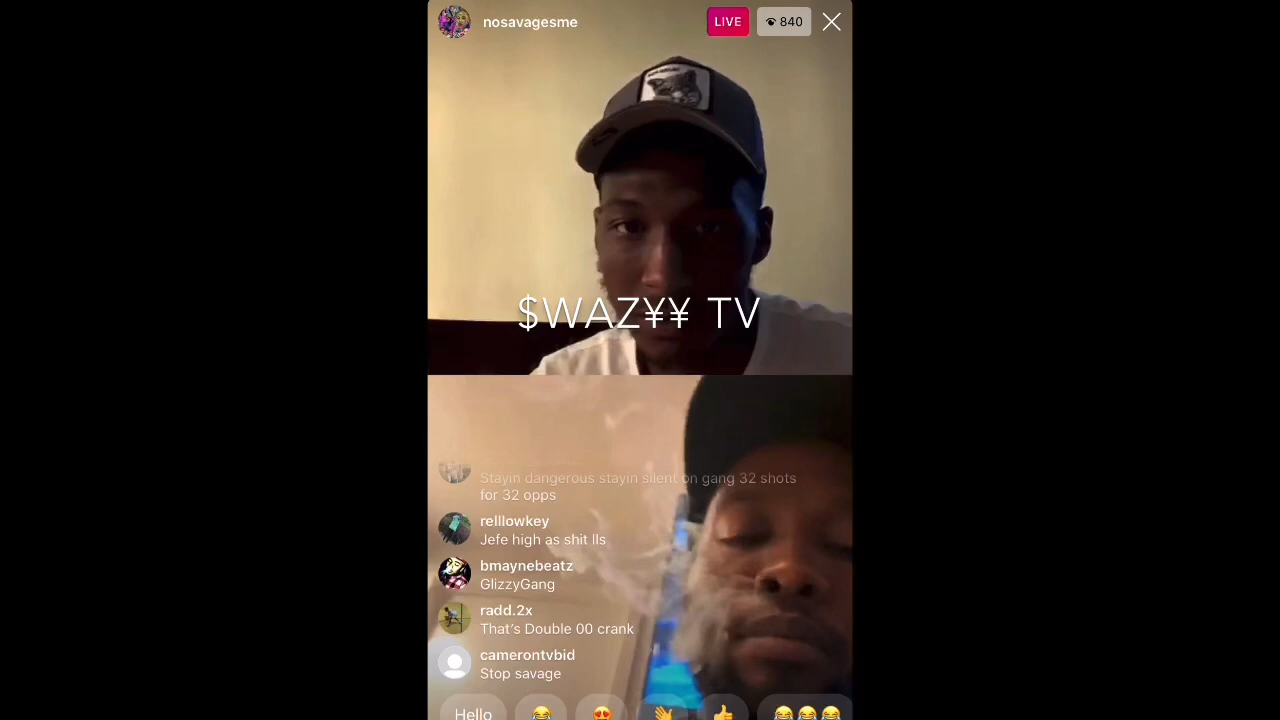 nosavagesme
LIVE
840
$WAZ¥¥ TV
Stayin dangerous stayin silent on gang 32 shots
for 32 opps
relllowkey
Jefe high as shit lls
bmaynebeatz
GlizzyGang
radd.2x
That's Double 00 crank
camerontvbid
Stop savage
Hello